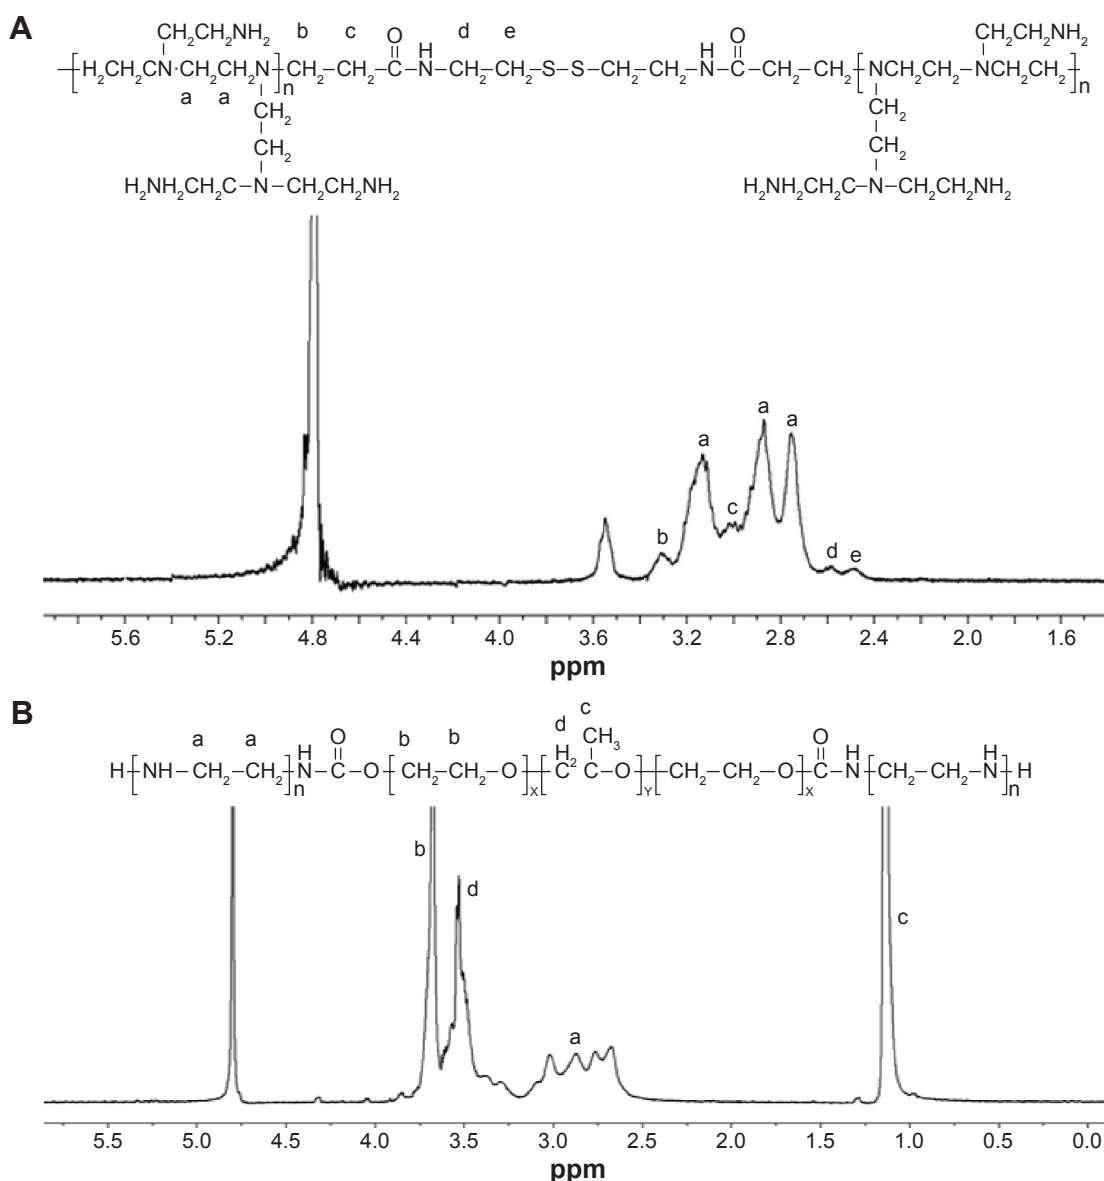 A
CH2CH2NH2 b c O H d e H O CH2CH2NH2
[H2CH2C–N·CH2–CH2–N]n CH2–CH2–C–N–CH2–CH2–S–S–CH2–CH2–N–C–CH2–CH2[NCH2CH2–NCH2CH2]n
a a
CH2 CH2
CH2 CH2
H2NH2CH2C–N–CH2CH2NH2 H2NH2CH2C–N–CH2CH2NH2
a a a
b c d e
5.6 5.2 4.8 4.4 4.0 3.6 3.2 2.8 2.4 2.0 1.6
ppm
B
a a H O b b d c H2 CH3 O H H
H[NH–CH2–CH2]n N–C–O[CH2–CH2–O]X[C–C–O]Y[CH2–CH2–O]X C–N[CH2–CH2–N]n H
b
d
c
a
5.5 5.0 4.5 4.0 3.5 3.0 2.5 2.0 1.5 1.0 0.5 0.0
ppm